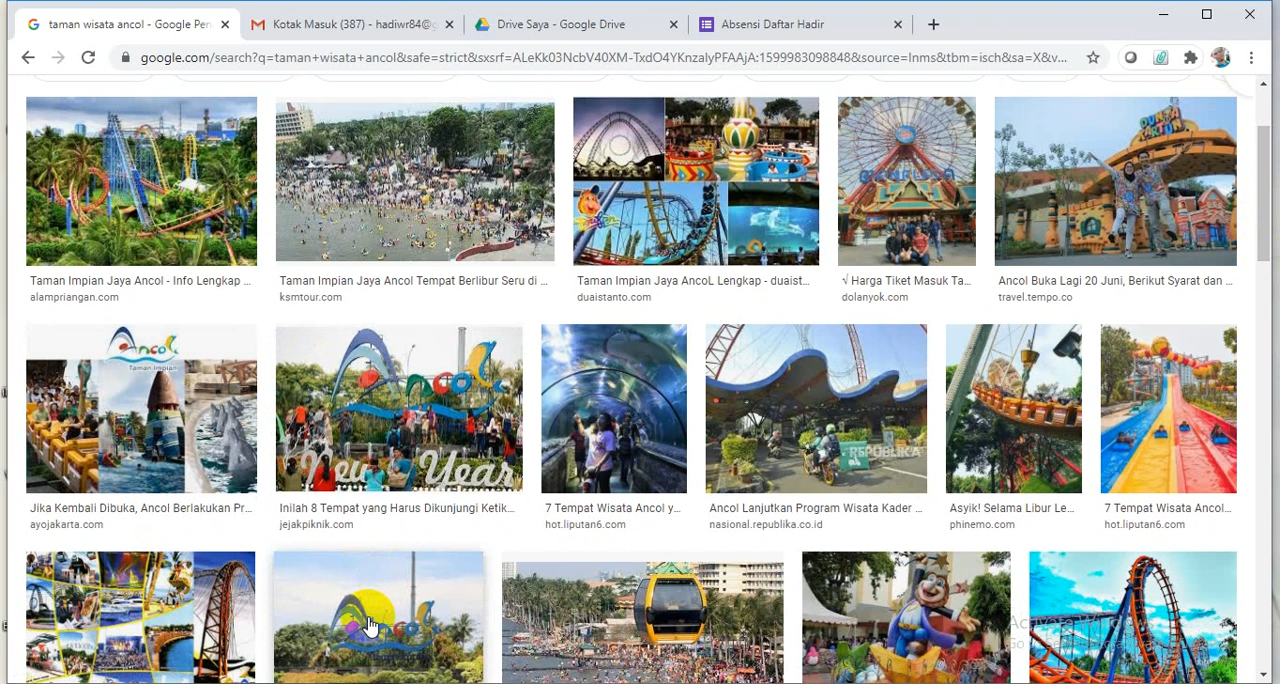 taman wisata ancol - Google Pen
Kotak Masuk (387) - hadiwr84@g
Drive Saya - Google Drive
Absensi Daftar Hadir
google.com/search?q=taman+wisata+ancol&safe=strict&sxsrf=ALeKk03NcbV40XM-TxdO4YKnzalyPFAAjA:1599983098848&source=lnms&tbm=isch&sa=X&v...
DUNIA
KARTUN
Taman Impian Jaya Ancol - Info Lengkap ...
alampriangan.com
Taman Impian Jaya Ancol Tempat Berlibur Seru di ...
ksmtour.com
Taman Impian Jaya AncoL Lengkap - duaist...
duaistanto.com
√ Harga Tiket Masuk Ta...
dolanyok.com
Ancol Buka Lagi 20 Juni, Berikut Syarat dan ...
travel.tempo.co
ancol
Taman Impian
ancol
New Year
REPUBLIKA
Jika Kembali Dibuka, Ancol Berlakukan Pr...
ayojakarta.com
Inilah 8 Tempat yang Harus Dikunjungi Ketik...
jejakpiknik.com
7 Tempat Wisata Ancol y...
hot.liputan6.com
Ancol Lanjutkan Program Wisata Kader ...
nasional.republika.co.id
Asyik! Selama Libur Le...
phinemo.com
7 Tempat Wisata Ancol...
hot.liputan6.com
ancol